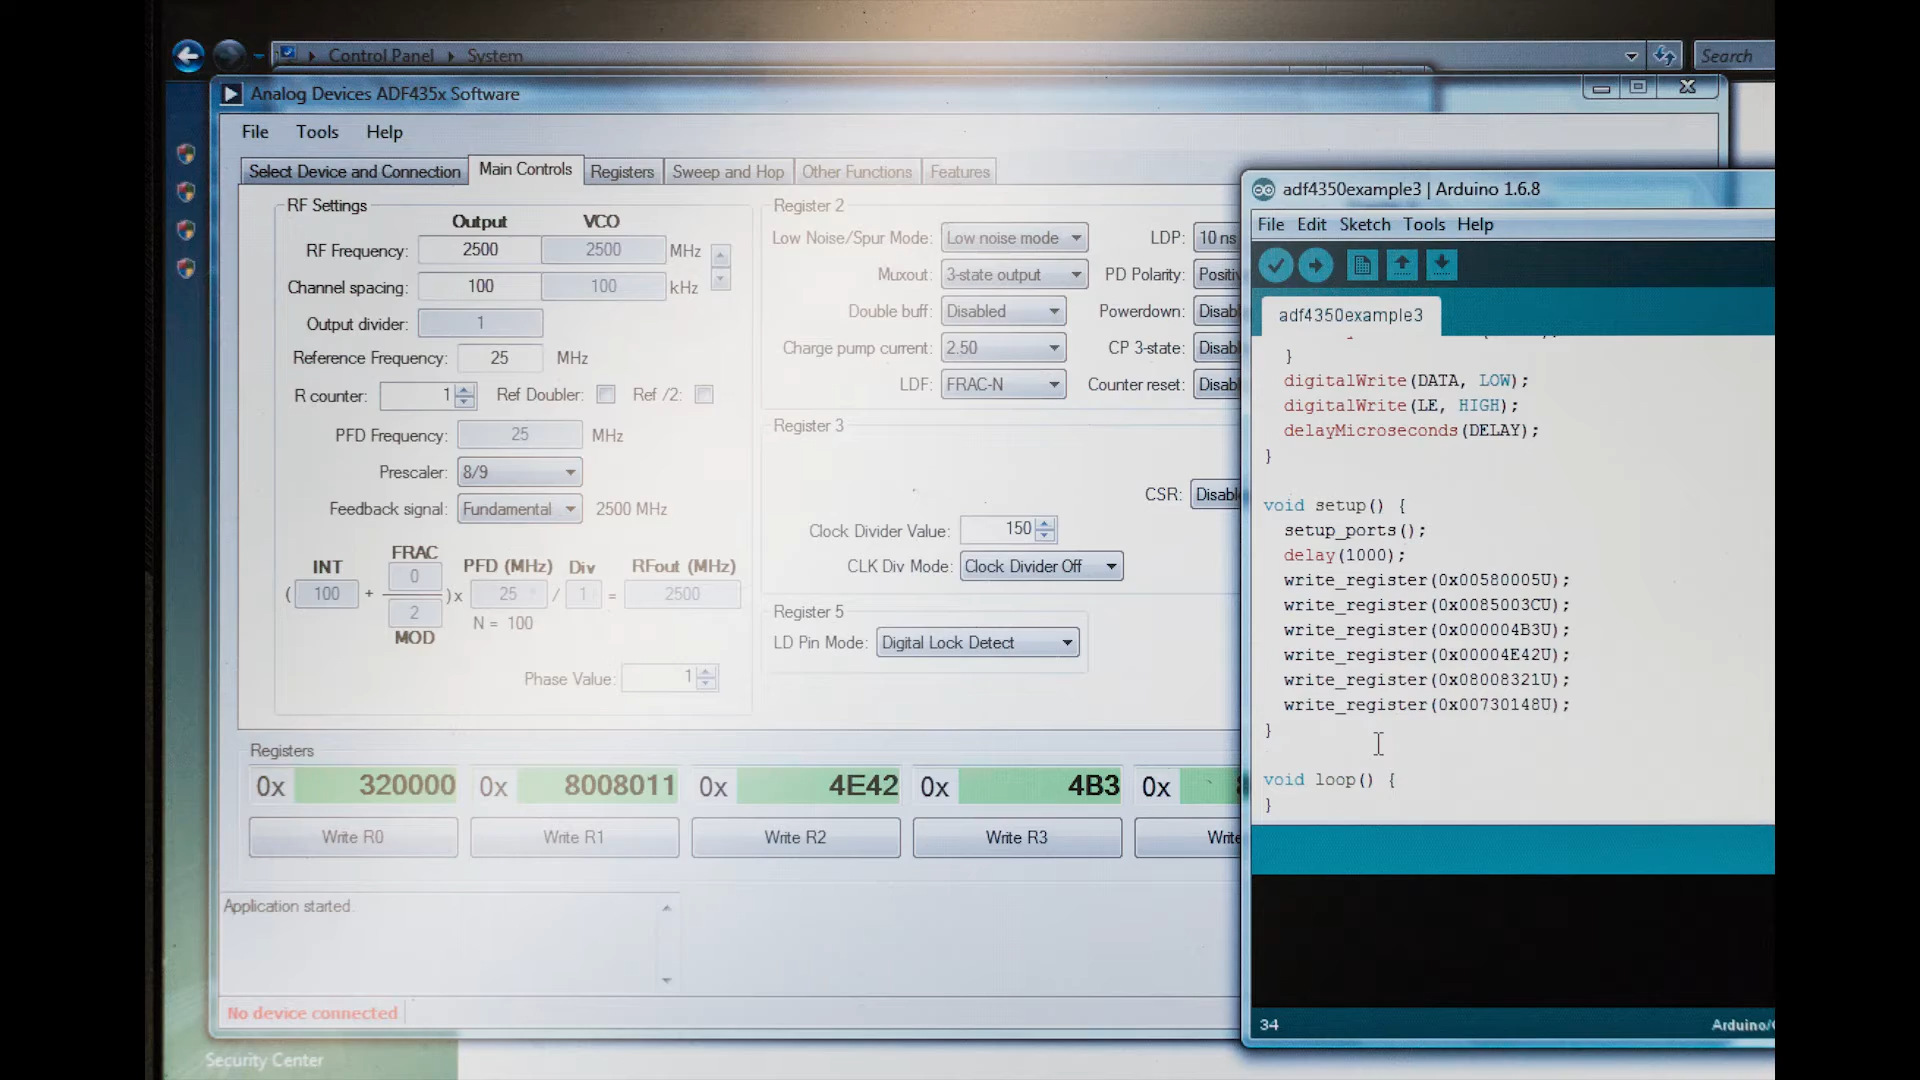 Control Panel System Search
Analog Devices ADF435x Software
File Tools Help
Select Device and Connection Main Controls Registers Sweep and Hop Other Functions Features
RF Settings
Output VCO
RF Frequency: 2500 2500 MHz
Channel spacing: 100 100 kHz
Output divider: 1
Reference Frequency: 25 MHz
R counter: 1 Ref Doubler: Ref /2:
PFD Frequency: 25 MHz
Prescaler: 8/9
Feedback signal: Fundamental 2500 MHz
INT FRAC PFD (MHz) Div RFout (MHz)
( 100 + 0 ) x 25 / 1 = 2500
2
MOD
N = 100
Phase Value: 1
Register 2
Low Noise/Spur Mode: Low noise mode LDP: 10 ns
Muxout: 3-state output PD Polarity: Positiv
Double buff: Disabled Powerdown: Disab
Charge pump current: 2.50 CP 3-state: Disab
LDF: FRAC-N Counter reset: Disab
Register 3
CSR: Disabl
Clock Divider Value: 150
CLK Div Mode: Clock Divider Off
Register 5
LD Pin Mode: Digital Lock Detect
Registers
0x 320000 0x 8008011 0x 4E42 0x 4B3 0x
Write R0 Write R1 Write R2 Write R3 Write
Application started.
No device connected
Security Center
adf4350example3 | Arduino 1.6.8
File Edit Sketch Tools Help
adf4350example3
}
digitalWrite(DATA, LOW);
digitalWrite(LE, HIGH);
delayMicroseconds(DELAY);
}
void setup() {
setup_ports();
delay(1000);
write_register(0x00580005U);
write_register(0x0085003CU);
write_register(0x000004B3U);
write_register(0x00004E42U);
write_register(0x08008321U);
write_register(0x00730148U);
}
void loop() {
}
34 Arduino/